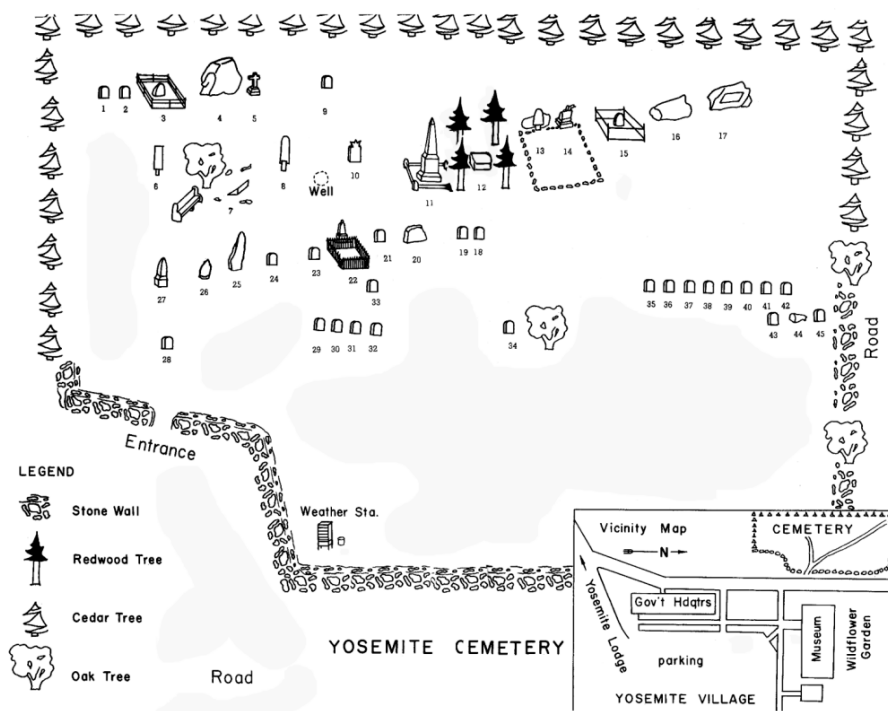 1 2 3 4 5 9
13 14 15 16 17
6 7 8 Well 10 11 12
27 26 25 24 23 22 21 20 19 18
33
35 36 37 38 39 40 41 42
43 44 45
28 29 30 31 32 34
Road
Entrance
LEGEND
Stone Wall
Redwood Tree
Cedar Tree
Oak Tree
Weather Sta.
YOSEMITE CEMETERY
Road
Vicinity Map
N
CEMETERY
Yosemite Lodge
Gov't Hdqtrs
parking
Museum
Wildflower
Garden
YOSEMITE VILLAGE